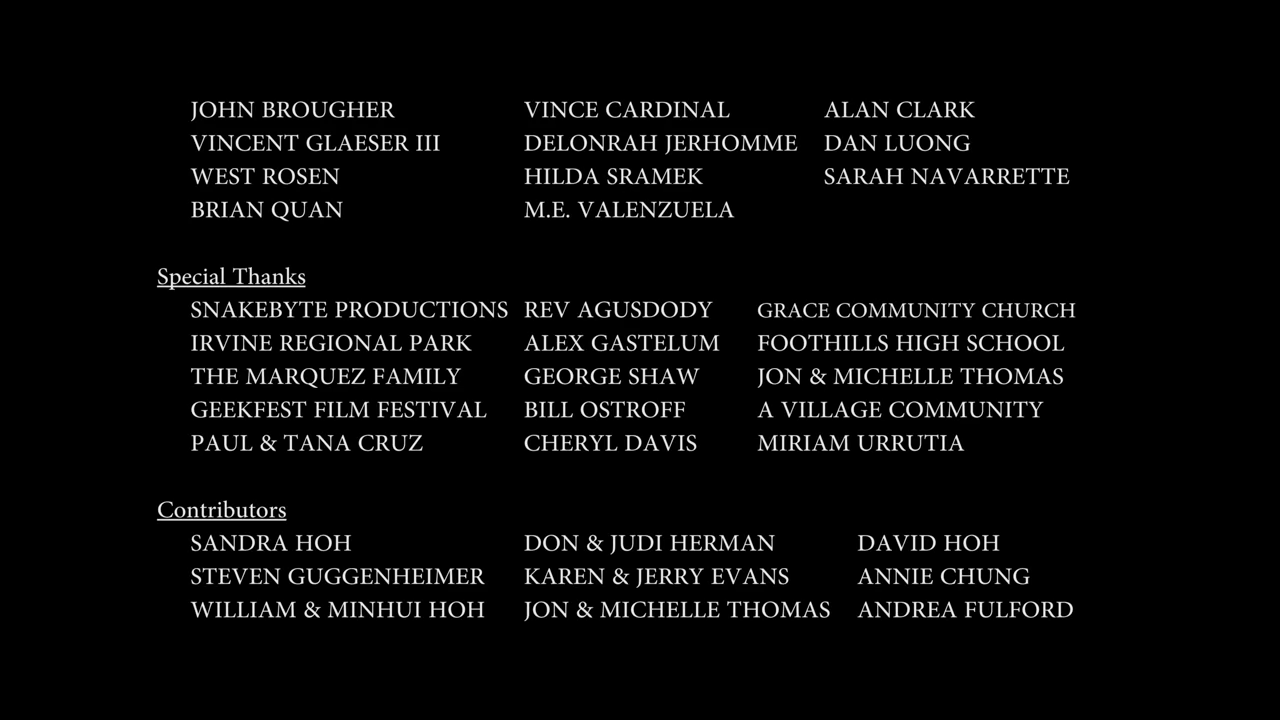 JOHN BROUGHER VINCE CARDINAL ALAN CLARK
VINCENT GLAESER III DELONRAH JERHOMME DAN LUONG
WEST ROSEN HILDA SRAMEK SARAH NAVARRETTE
BRIAN QUAN M.E. VALENZUELA
Special Thanks
SNAKEBYTE PRODUCTIONS REV AGUSDODY GRACE COMMUNITY CHURCH
IRVINE REGIONAL PARK ALEX GASTELUM FOOTHILLS HIGH SCHOOL
THE MARQUEZ FAMILY GEORGE SHAW JON & MICHELLE THOMAS
GEEKFEST FILM FESTIVAL BILL OSTROFF A VILLAGE COMMUNITY
PAUL & TANA CRUZ CHERYL DAVIS MIRIAM URRUTIA
Contributors
SANDRA HOH DON & JUDI HERMAN DAVID HOH
STEVEN GUGGENHEIMER KAREN & JERRY EVANS ANNIE CHUNG
WILLIAM & MINHUI HOH JON & MICHELLE THOMAS ANDREA FULFORD